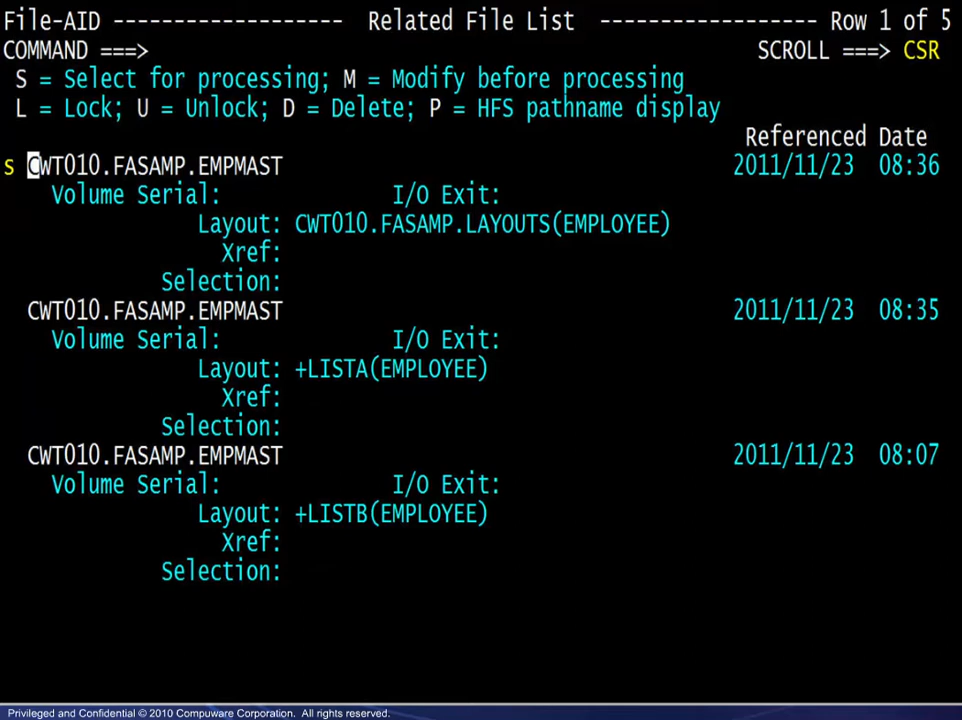 File-AID ------------------- Related File List ------------------ Row 1 of 5
COMMAND ===> SCROLL ===> CSR
S = Select for processing; M = Modify before processing
L = Lock; U = Unlock; D = Delete; P = HFS pathname display
Referenced Date
s CWT010.FASAMP.EMPMAST 2011/11/23 08:36
Volume Serial: I/O Exit:
Layout: CWT010.FASAMP.LAYOUTS(EMPLOYEE)
Xref:
Selection:
CWT010.FASAMP.EMPMAST 2011/11/23 08:35
Volume Serial: I/O Exit:
Layout: +LISTA(EMPLOYEE)
Xref:
Selection:
CWT010.FASAMP.EMPMAST 2011/11/23 08:07
Volume Serial: I/O Exit:
Layout: +LISTB(EMPLOYEE)
Xref:
Selection:
Privileged and Confidential © 2010 Compuware Corporation. All rights reserved.